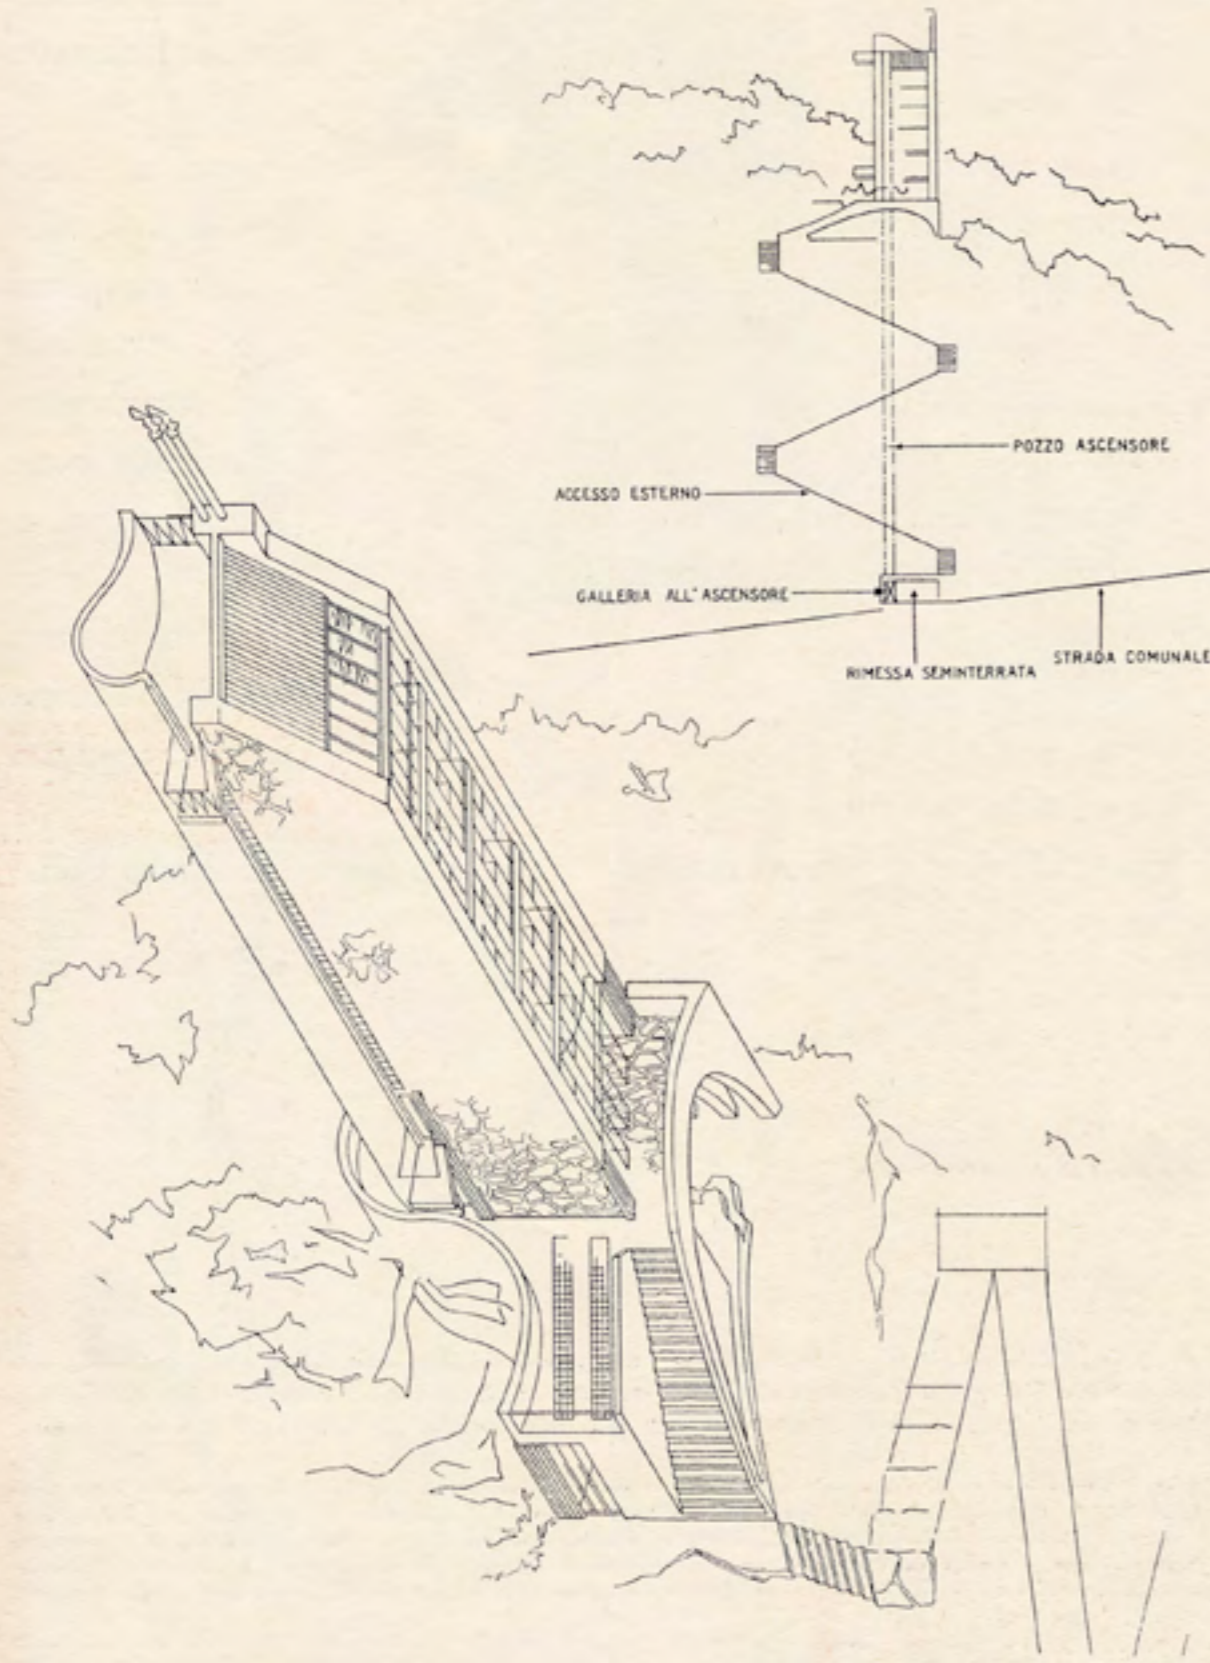 POZZO ASCENSORE
ACCESSO ESTERNO
GALLERIA ALL'ASCENSORE
RIMESSA SEMINTERRATA
STRADA COMUNALE